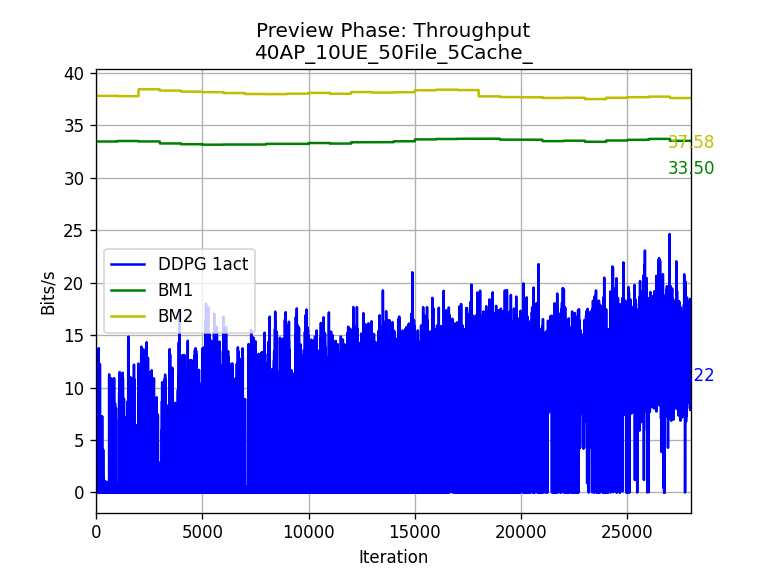 Preview Phase: Throughput
40AP_10UE_50File_5Cache_
40
35
30
25
20
15
10
5
0
Bits/s
DDPG 1act
BM1
BM2
37.58
33.50
22
0
5000
10000
15000
20000
25000
Iteration